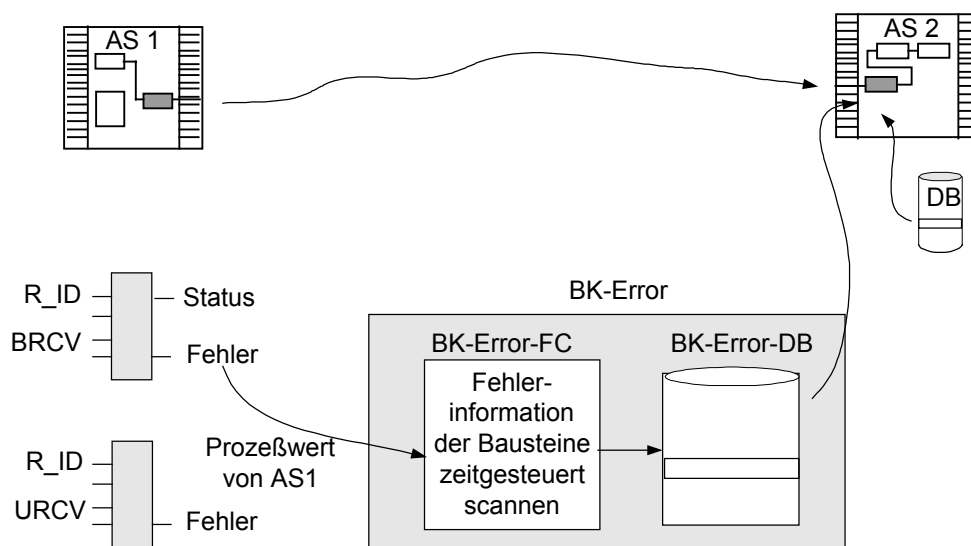 AS 1
AS 2
DB
R_ID
Status
BRCV
Fehler
BK-Error
BK-Error-FC
BK-Error-DB
Fehler-
information
der Bausteine
zeitgesteuert
scannen
Prozeßwert
von AS1
R_ID
URCV
Fehler